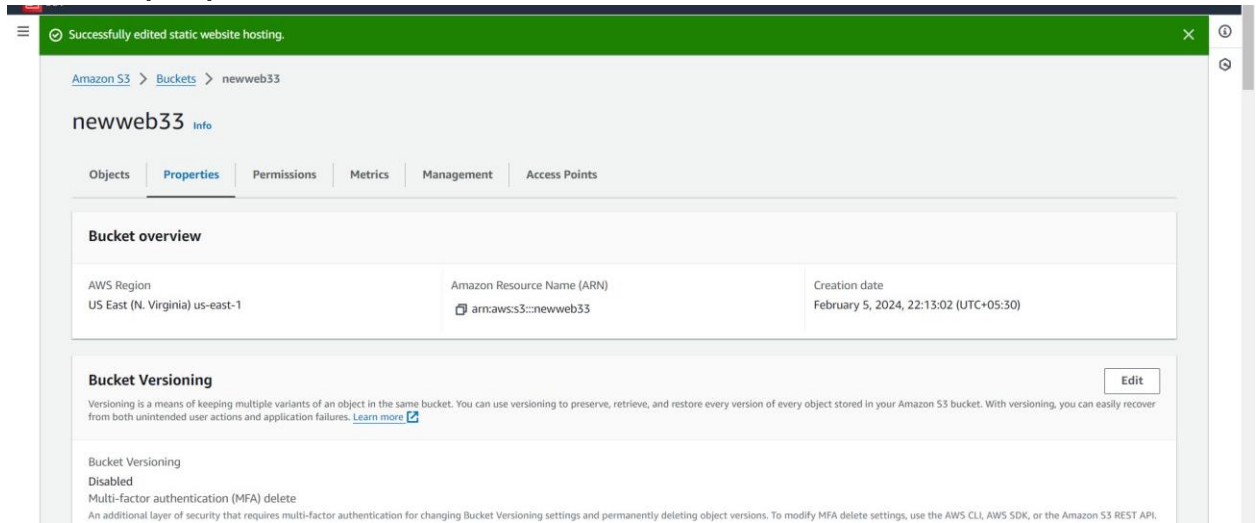 Successfully edited static website hosting.
Amazon S3 > Buckets > newweb33
newweb33 Info
Objects Properties Permissions Metrics Management Access Points
Bucket overview
AWS Region Amazon Resource Name (ARN) Creation date
US East (N. Virginia) us-east-1 arn:aws:s3:::newweb33 February 5, 2024, 22:13:02 (UTC+05:30)
Bucket Versioning Edit
Versioning is a means of keeping multiple variants of an object in the same bucket. You can use versioning to preserve, retrieve, and restore every version of every object stored in your Amazon S3 bucket. With versioning, you can easily recover
from both unintended user actions and application failures. Learn more
Bucket Versioning
Disabled
Multi-factor authentication (MFA) delete
An additional layer of security that requires multi-factor authentication for changing Bucket Versioning settings and permanently deleting object versions. To modify MFA delete settings, use the AWS CLI, AWS SDK, or the Amazon S3 REST API.